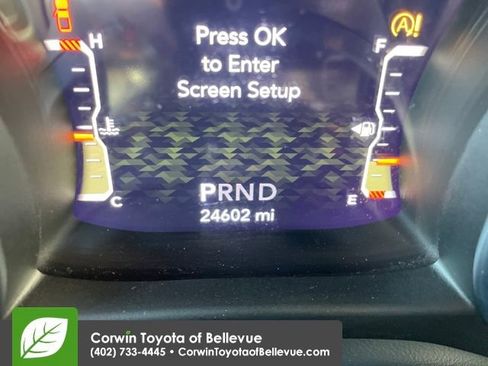 H
Press OK
to Enter
Screen Setup
A!
F
C
PRND
24602 mi
E
Corwin Toyota of Bellevue
(402) 733-4445 • CorwinToyotaofBellevue.com